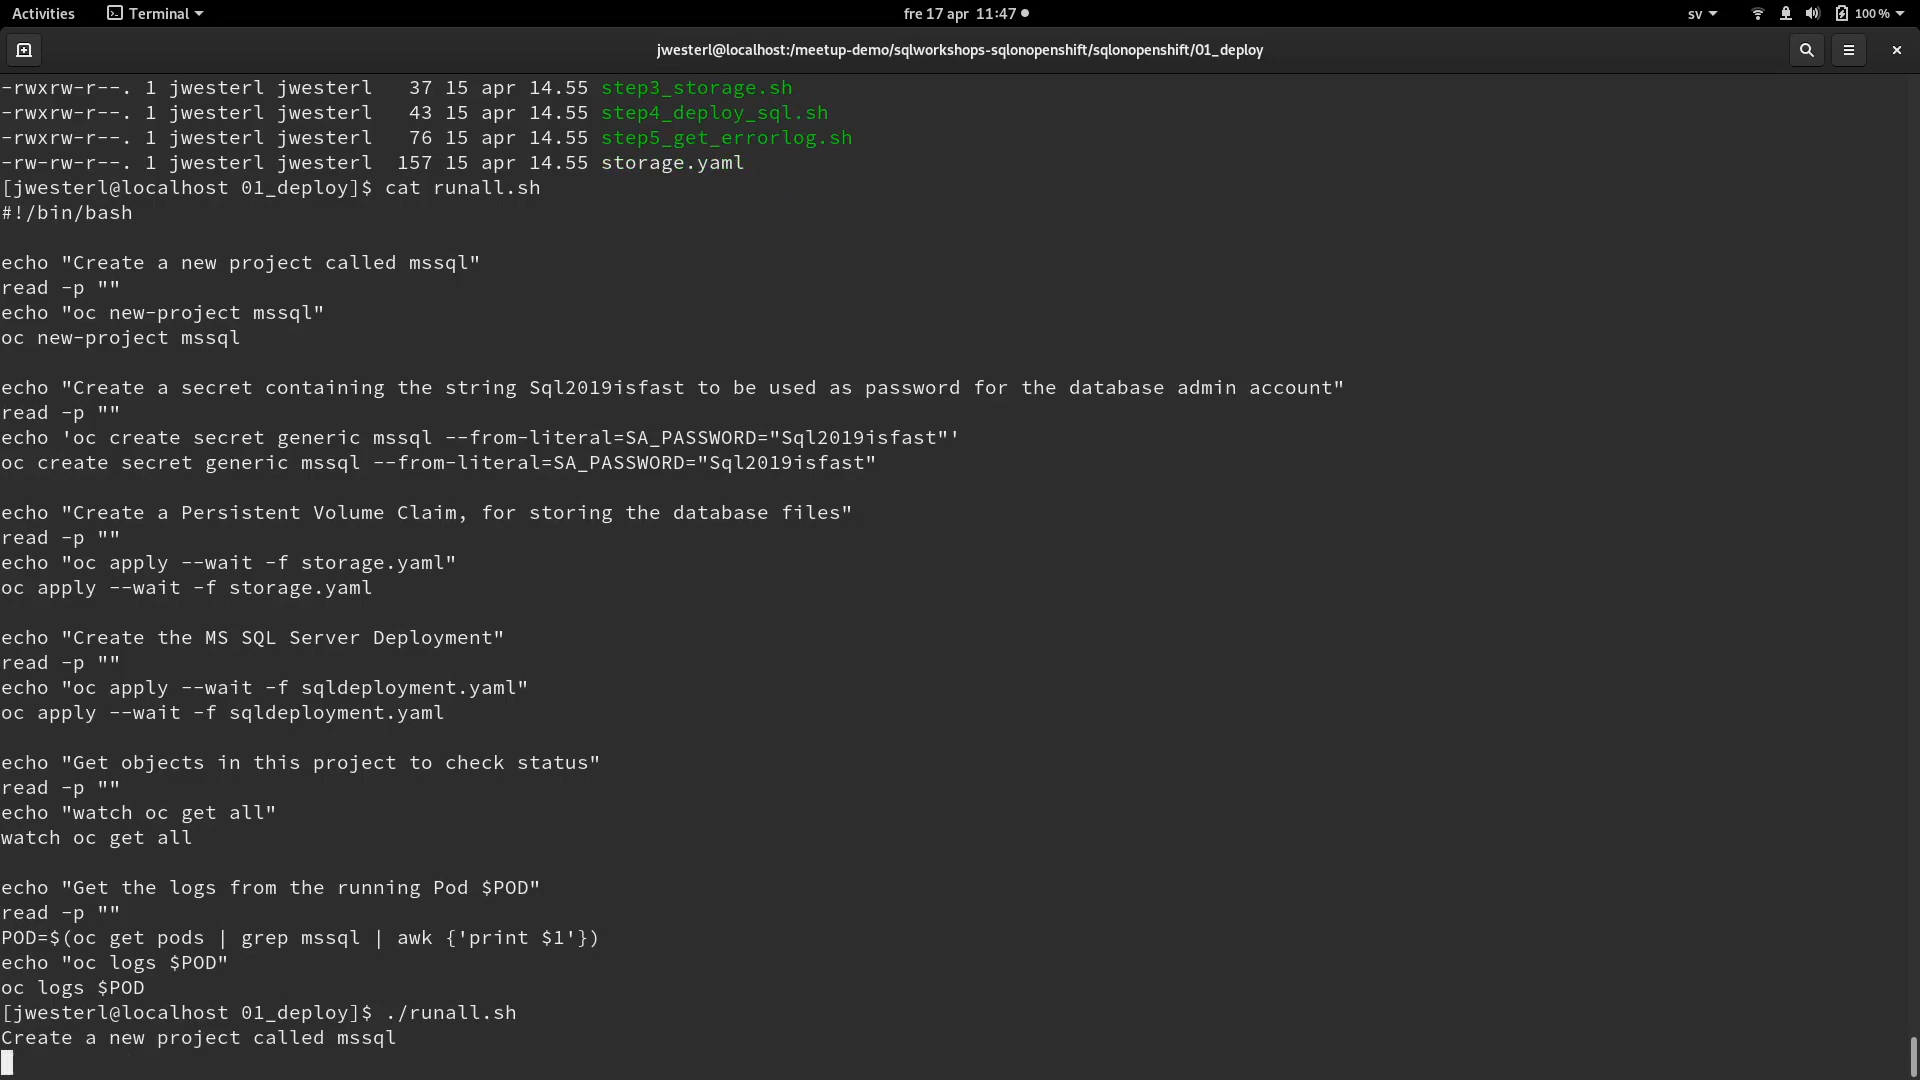 Activities
Terminal
fre 17 apr 11:47
sv
100 %
jwesterl@localhost:/meetup-demo/sqlworkshops-sqlonopenshift/sqlonopenshift/01_deploy
-rwxrw-r--. 1 jwesterl jwesterl   37 15 apr 14.55 step3_storage.sh
-rwxrw-r--. 1 jwesterl jwesterl   43 15 apr 14.55 step4_deploy_sql.sh
-rwxrw-r--. 1 jwesterl jwesterl   76 15 apr 14.55 step5_get_errorlog.sh
-rw-rw-r--. 1 jwesterl jwesterl  157 15 apr 14.55 storage.yaml
[jwesterl@localhost 01_deploy]$ cat runall.sh
#!/bin/bash
echo "Create a new project called mssql"
read -p ""
echo "oc new-project mssql"
oc new-project mssql
echo "Create a secret containing the string Sql2019isfast to be used as password for the database admin account"
read -p ""
echo 'oc create secret generic mssql --from-literal=SA_PASSWORD="Sql2019isfast"'
oc create secret generic mssql --from-literal=SA_PASSWORD="Sql2019isfast"
echo "Create a Persistent Volume Claim, for storing the database files"
read -p ""
echo "oc apply --wait -f storage.yaml"
oc apply --wait -f storage.yaml
echo "Create the MS SQL Server Deployment"
read -p ""
echo "oc apply --wait -f sqldeployment.yaml"
oc apply --wait -f sqldeployment.yaml
echo "Get objects in this project to check status"
read -p ""
echo "watch oc get all"
watch oc get all
echo "Get the logs from the running Pod $POD"
read -p ""
POD=$(oc get pods | grep mssql | awk {'print $1'})
echo "oc logs $POD"
oc logs $POD
[jwesterl@localhost 01_deploy]$ ./runall.sh
Create a new project called mssql